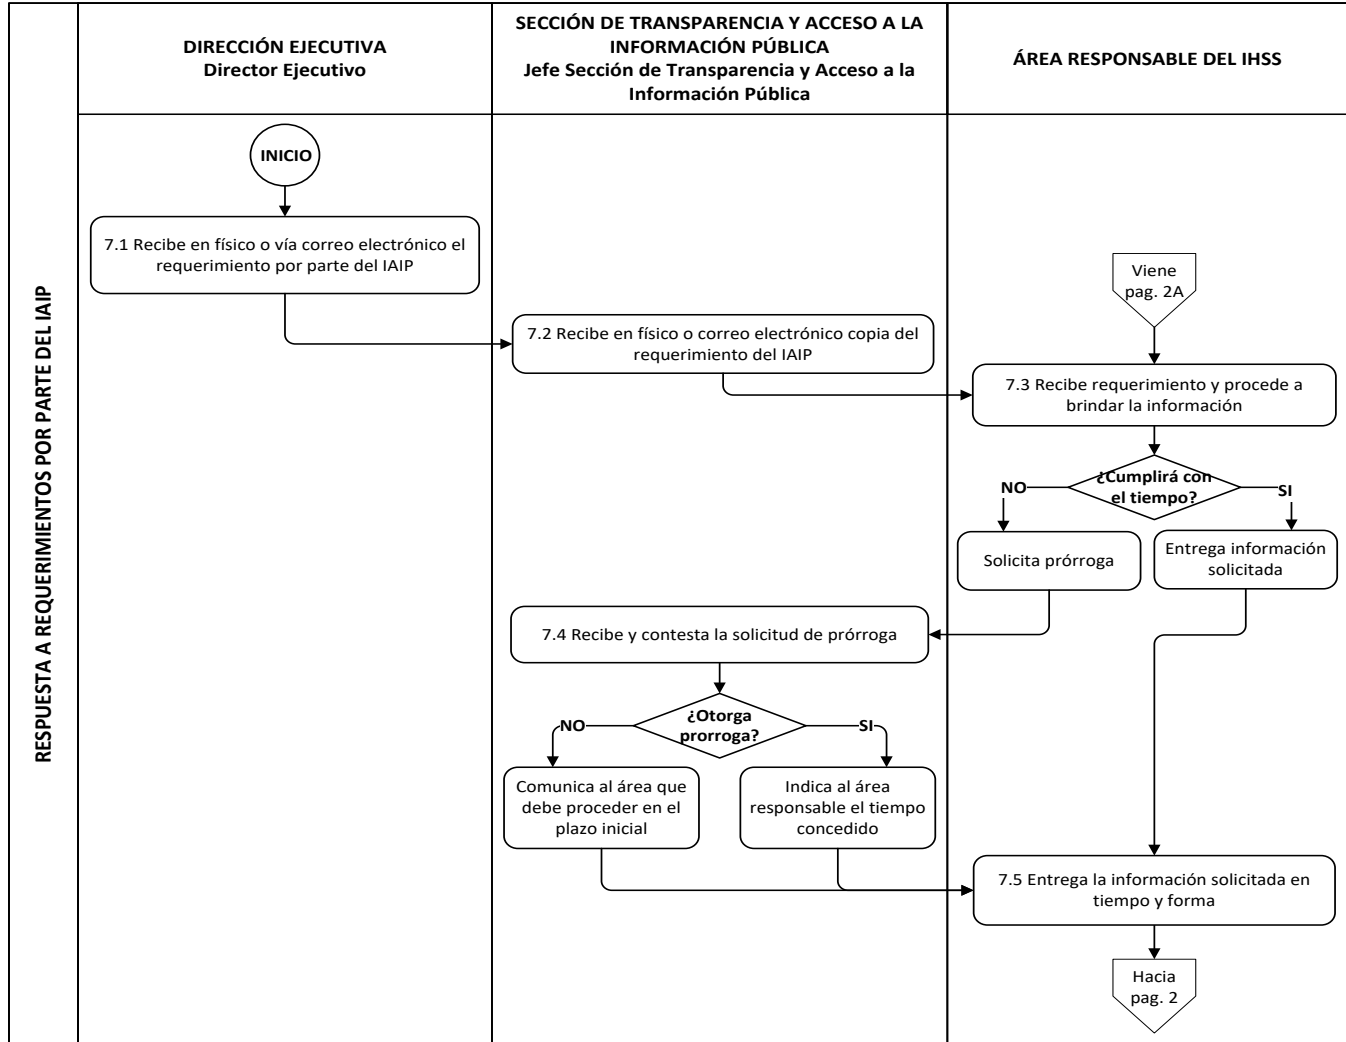 RESPUESTA A REQUERIMIENTOS POR PARTE DEL IAIP
DIRECCIÓN EJECUTIVA
Director Ejecutivo
SECCIÓN DE TRANSPARENCIA Y ACCESO A LA
INFORMACIÓN PÚBLICA
Jefe Sección de Transparencia y Acceso a la
Información Pública
ÁREA RESPONSABLE DEL IHSS
INICIO
7.1 Recibe en físico o vía correo electrónico el
requerimiento por parte del IAIP
Viene
pag. 2A
7.2 Recibe en físico o correo electrónico copia del
requerimiento del IAIP
7.3 Recibe requerimiento y procede a
brindar la información
¿Cumplirá con
el tiempo?
NO
SI
Solicita prórroga
Entrega información
solicitada
7.4 Recibe y contesta la solicitud de prórroga
¿Otorga
prorroga?
NO
SI
Comunica al área que
debe proceder en el
plazo inicial
Indica al área
responsable el tiempo
concedido
7.5 Entrega la información solicitada en
tiempo y forma
Hacia
pag. 2